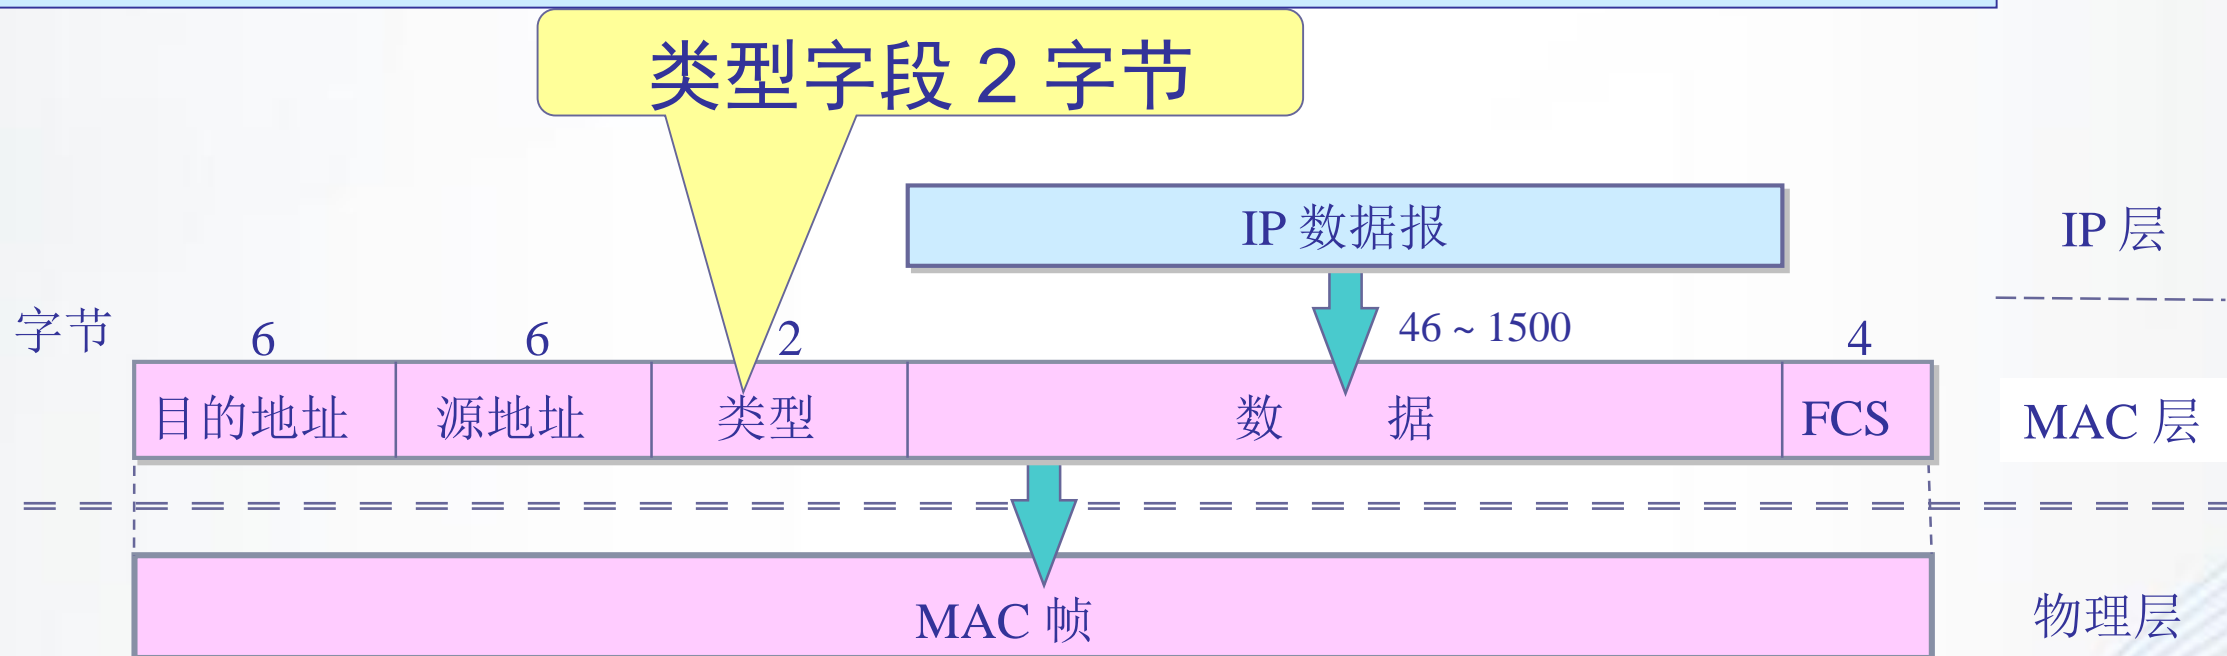 类型字段 2 字节
IP 数据报
IP 层
字节
6
6
2
46 ~ 1500
4
目的地址
源地址
类型
数 据
FCS
MAC 层
MAC 帧
物理层